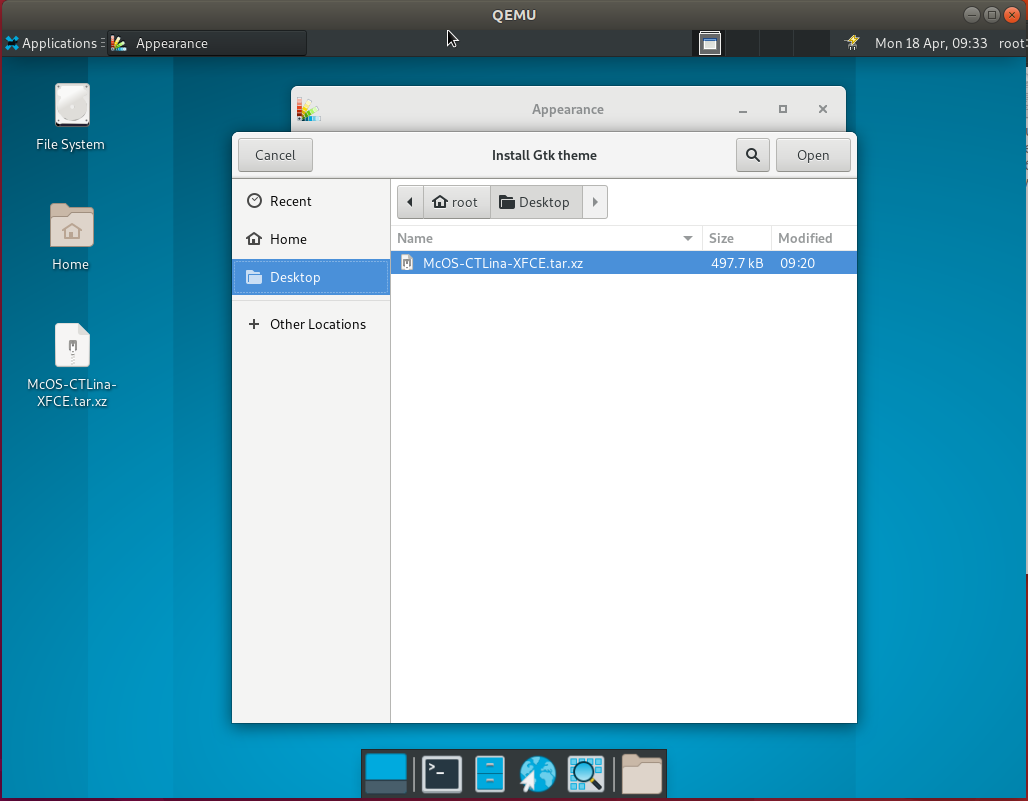 QEMU
Applications
Appearance
Mon 18 Apr, 09:33
root
File System
Home
McOS-CTLina-
XFCE.tar.xz
Appearance
Cancel
Install Gtk theme
Open
Recent
Home
Desktop
Other Locations
root
Desktop
Name
Size
Modified
McOS-CTLina-XFCE.tar.xz
497.7 kB
09:20